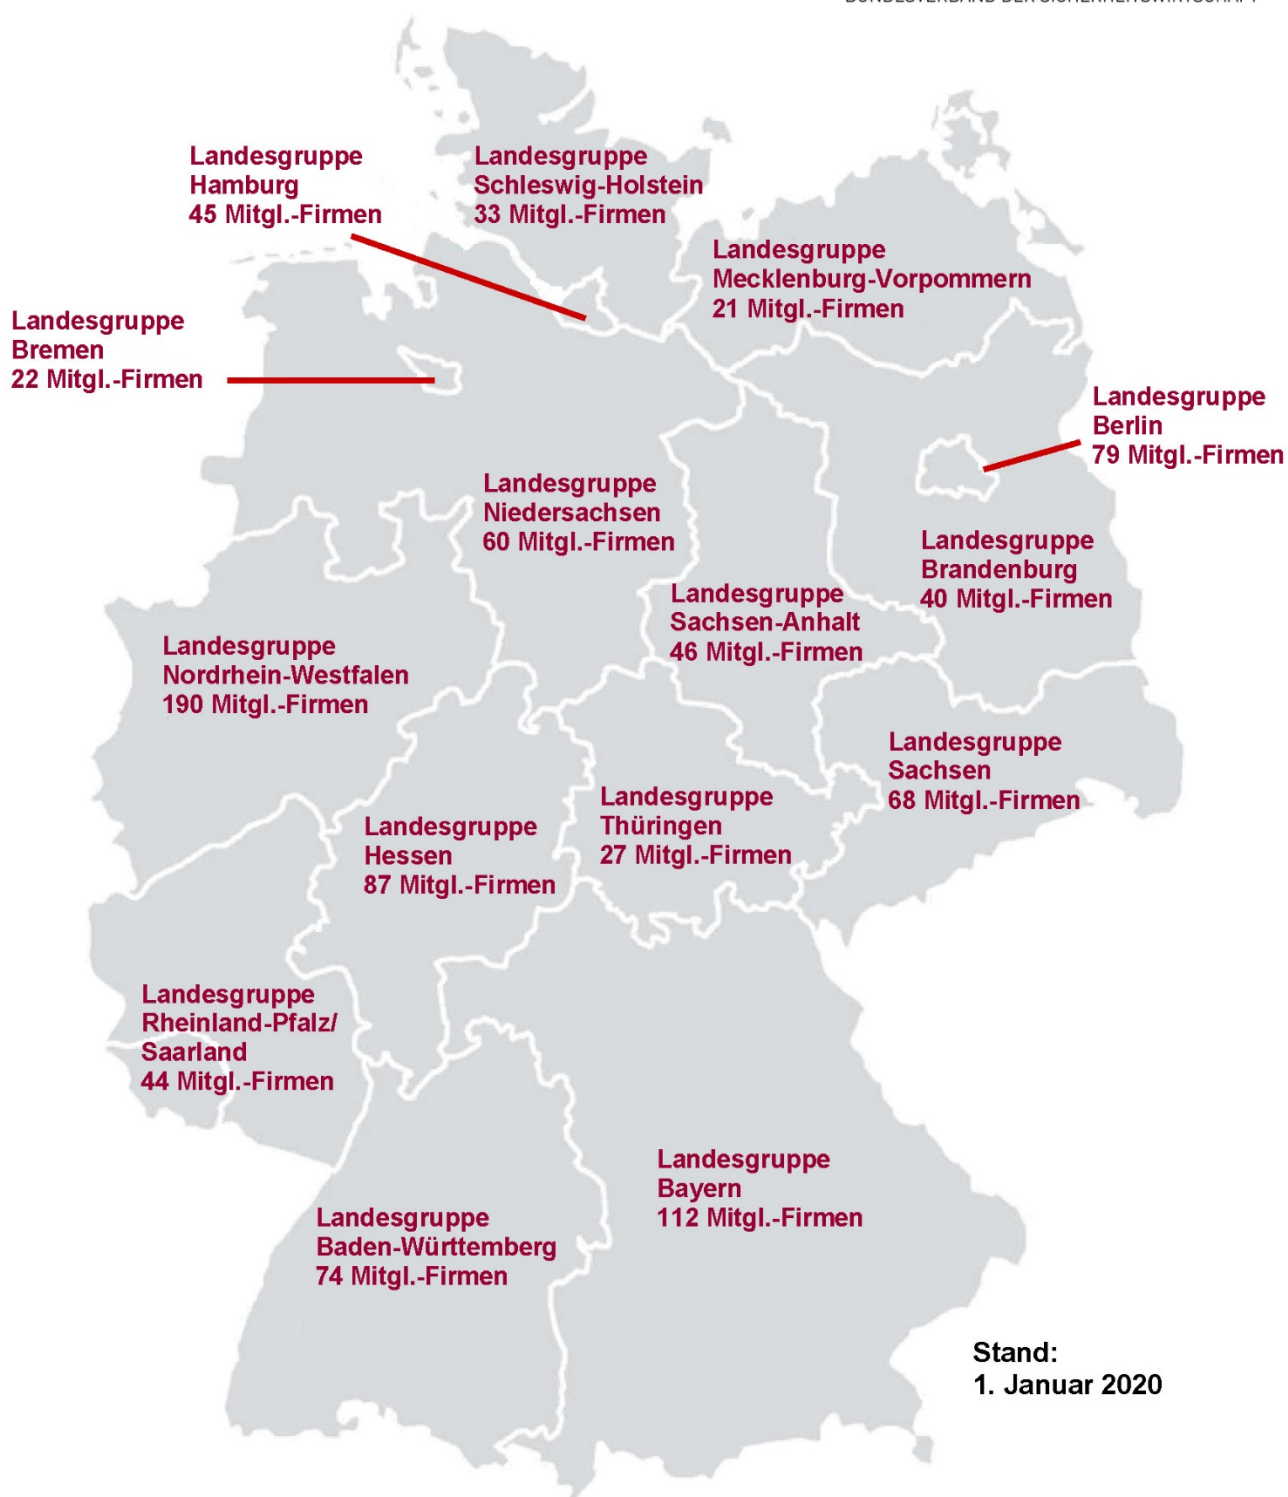 BUNDESVERBAND DER SICHERHEITSWIRTSCHAFT
Landesgruppe
Hamburg
45 Mitgl.-Firmen
Landesgruppe
Schleswig-Holstein
33 Mitgl.-Firmen
Landesgruppe
Mecklenburg-Vorpommern
21 Mitgl.-Firmen
Landesgruppe
Bremen
22 Mitgl.-Firmen
Landesgruppe
Berlin
79 Mitgl.-Firmen
Landesgruppe
Niedersachsen
60 Mitgl.-Firmen
Landesgruppe
Brandenburg
40 Mitgl.-Firmen
Landesgruppe
Sachsen-Anhalt
46 Mitgl.-Firmen
Landesgruppe
Nordrhein-Westfalen
190 Mitgl.-Firmen
Landesgruppe
Sachsen
68 Mitgl.-Firmen
Landesgruppe
Thüringen
27 Mitgl.-Firmen
Landesgruppe
Hessen
87 Mitgl.-Firmen
Landesgruppe
Rheinland-Pfalz/
Saarland
44 Mitgl.-Firmen
Landesgruppe
Bayern
112 Mitgl.-Firmen
Landesgruppe
Baden-Württemberg
74 Mitgl.-Firmen
Stand:
1. Januar 2020